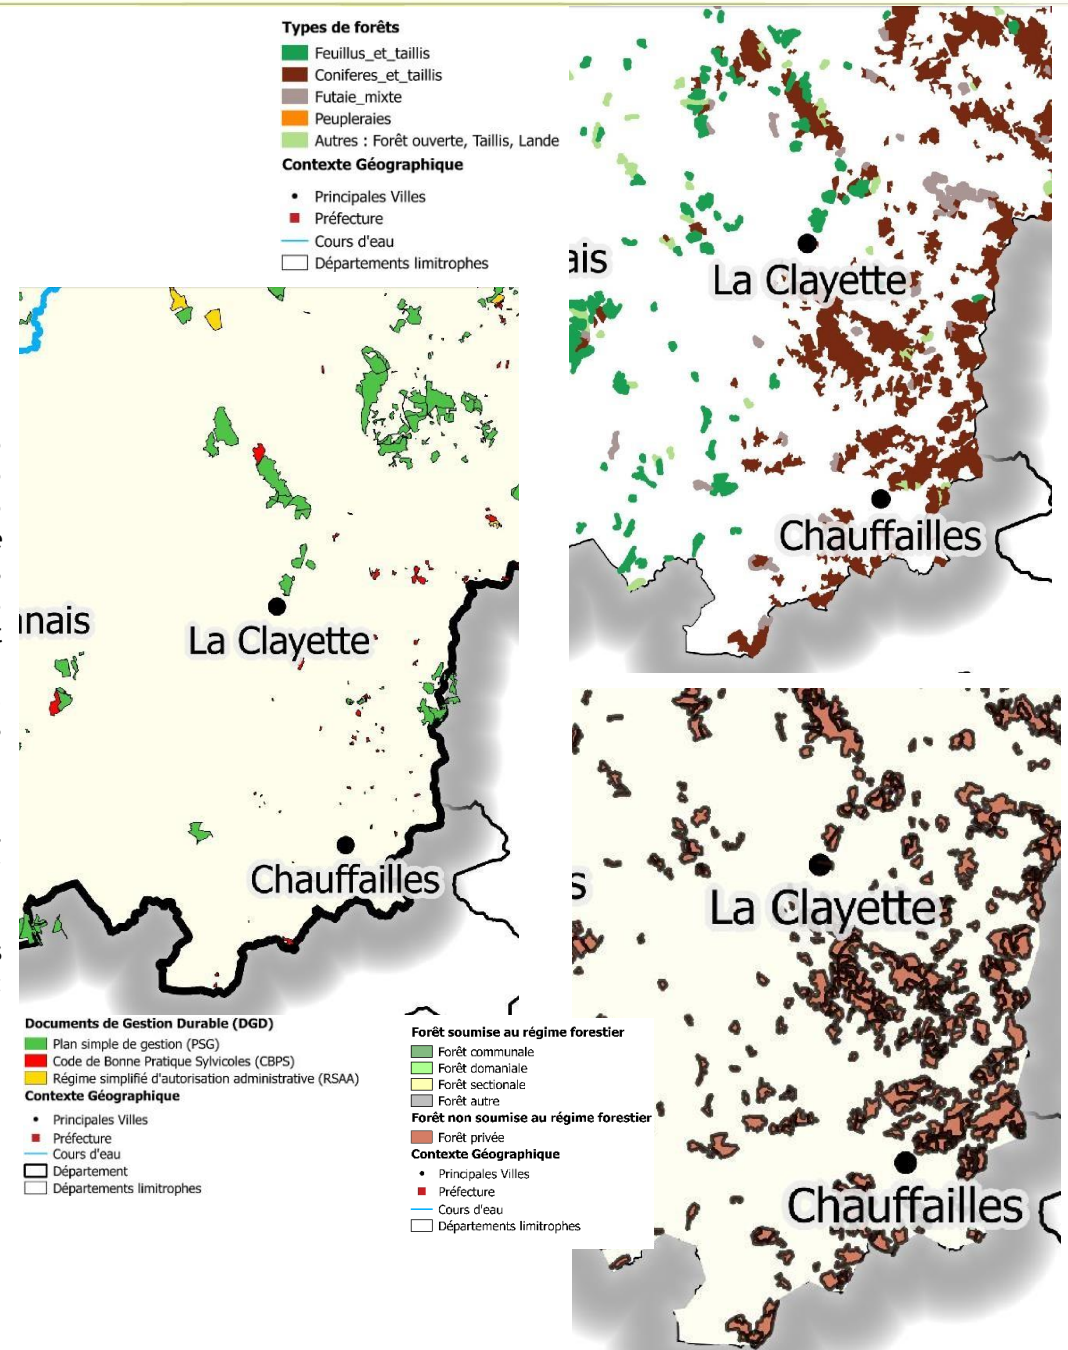 Types de forêts
Feuillus_et_taillis
Coniferes_et_taillis
Futaie_mixte
Peupleraies
Autres : Forêt ouverte, Taillis, Lande
Contexte Géographique
Principales Villes
Préfecture
Cours d'eau
Départements limitrophes
ais
La Clayette
Chauffailles
nais
La Clayette
Chauffailles
s
La Clayette
Chauffailles
Documents de Gestion Durable (DGD)
Plan simple de gestion (PSG)
Code de Bonne Pratique Sylvicoles (CBPS)
Régime simplifié d'autorisation administrative (RSAA)
Contexte Géographique
Principales Villes
Préfecture
Cours d'eau
Département
Départements limitrophes
Forêt soumise au régime forestier
Forêt communale
Forêt domaniale
Forêt sectionale
Forêt autre
Forêt non soumise au régime forestier
Forêt privée
Contexte Géographique
Principales Villes
Préfecture
Cours d'eau
Départements limitrophes